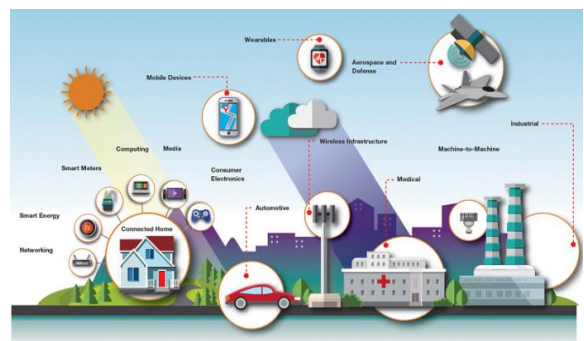 Wearables
Aerospace and
Defense
Mobile Devices
Industrial
Computing
Media
Wireless Infrastructure
Machine-to-Machine
Smart Meters
Consumer
Electronics
Medical
Smart Energy
Automotive
Connected Home
Networking